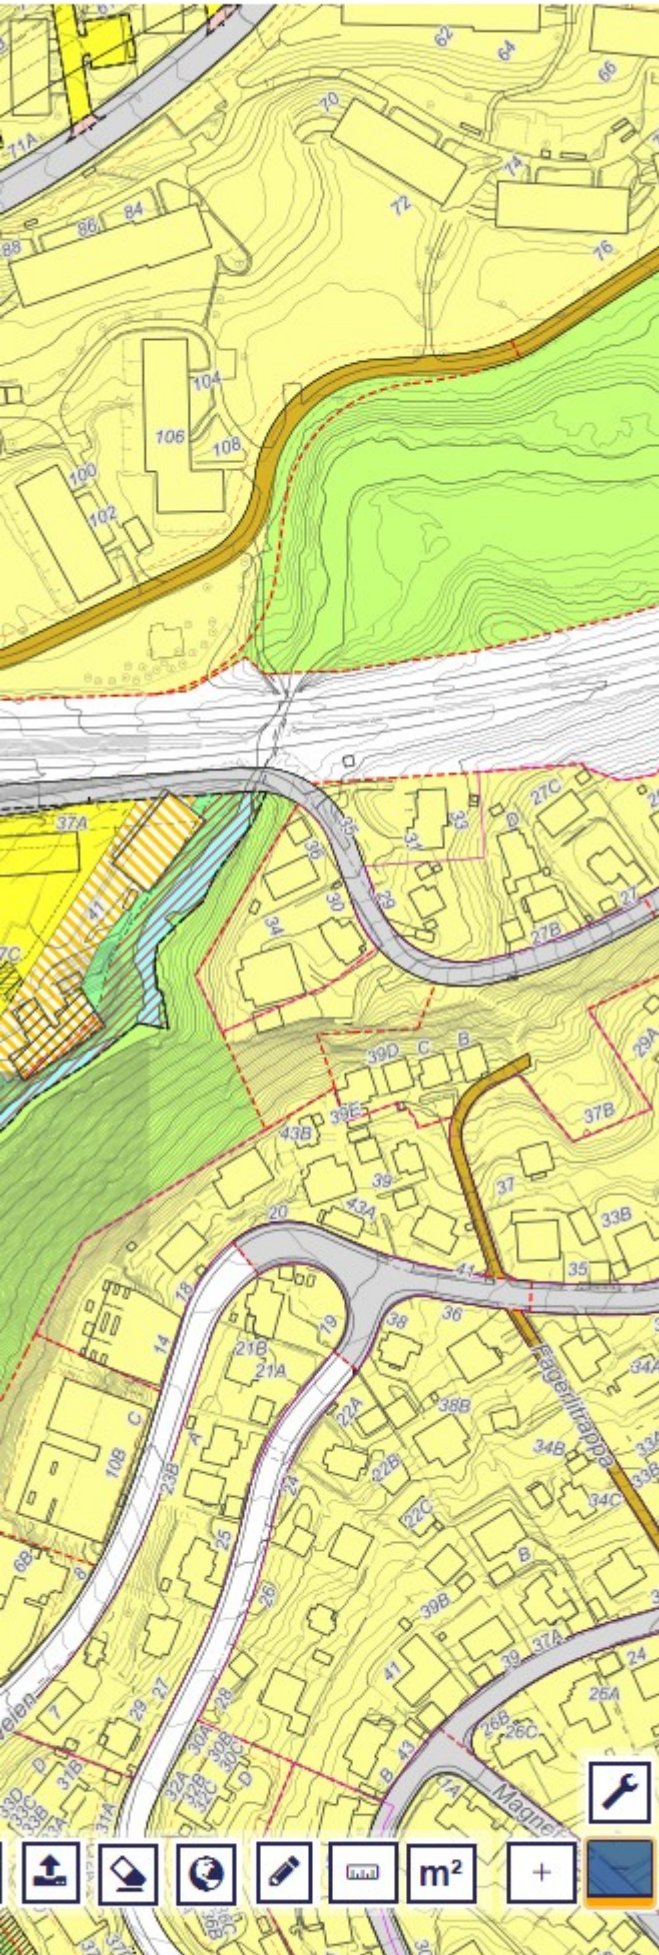 62
64
66
70
71A
72
74
84
86
88
76
104
106
108
100
102
37A
41
35
33
31
36
29
30
34
D
27C
27
27B
39D
C
B
39E
43B
29A
37B
39
37
43A
20
33B
18
41
35
36
19
38
14
21B
21A
34A
22A
C
38B
A
10B
34B
22B
23B
24
33B
34C
22C
Fagerlitrappa
25
B
6B
8
26
39B
37A
39
24
41
28
27
29
7
26A
26B
26C
30A
30B
30C
43
B
D
31B
32A
32B
32C
D
1A
31A
Magne
m²
+